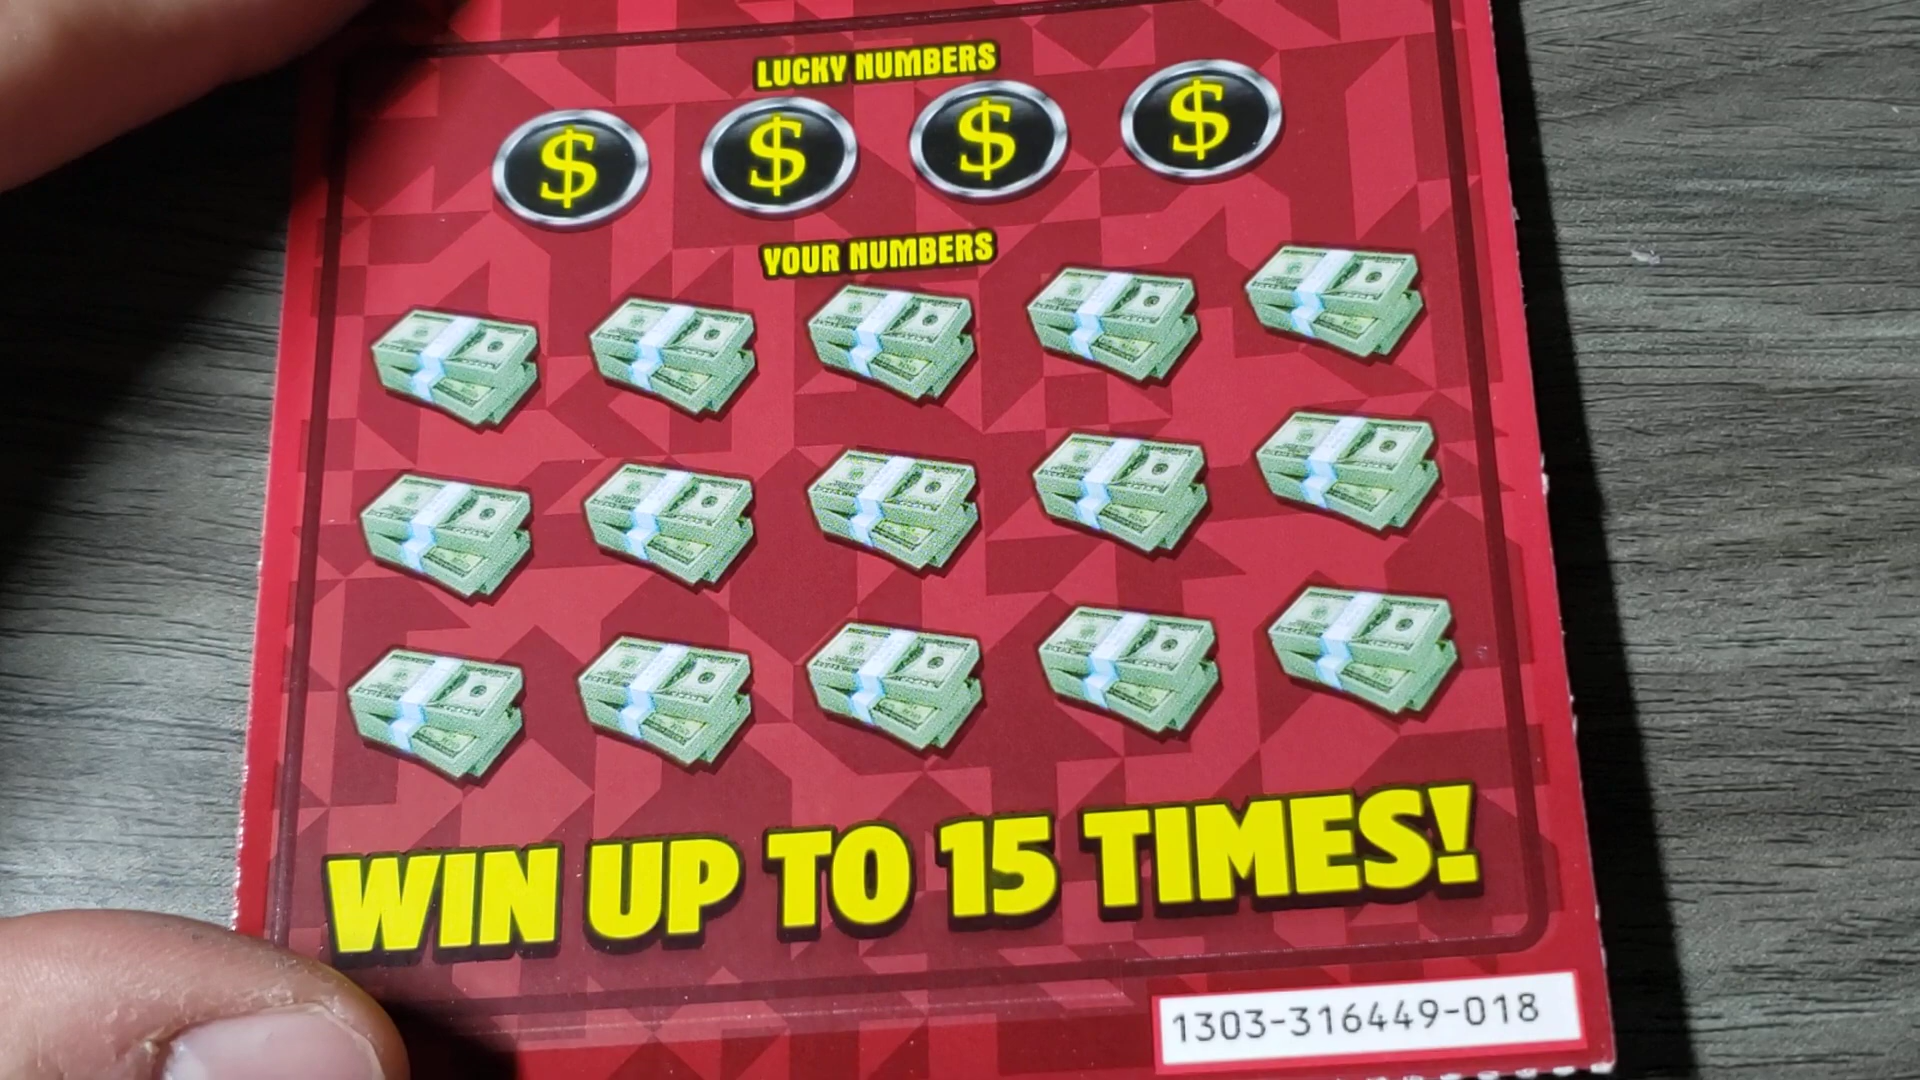 LUCKY NUMBERS
$ $ $ $
YOUR NUMBERS
WIN UP TO 15 TIMES!
1303-316449-018